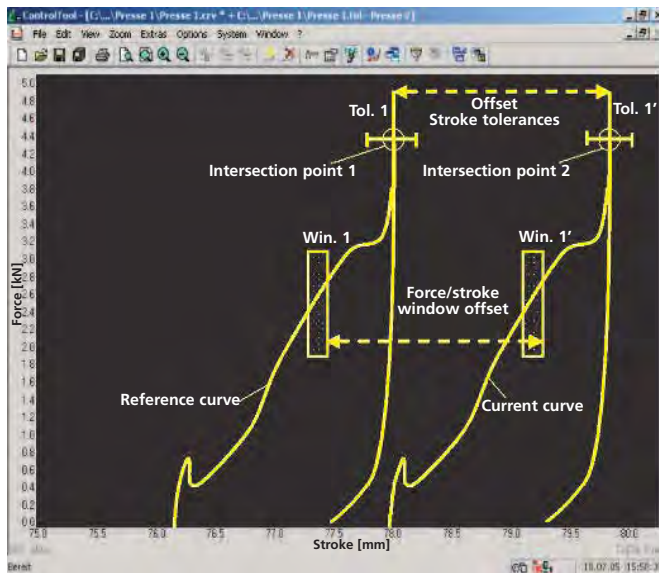 ControlTool - [C:\...\Presse 1\Presse 1.crv * + C:\...\Presse 1\Presse 1.tol - Presse 1]
File Edit View Zoom Extras Options System Window ?
5.0
4.8
4.6
4.4
4.2
4.0
3.8
3.6
3.4
3.2
3.0
2.8
2.6
2.4
2.2
2.0
1.8
1.6
1.4
1.2
1.0
0.8
0.6
0.4
0.2
0.0
Force [kN]
Tol. 1
Offset
Stroke tolerances
Tol. 1’
Intersection point 1
Intersection point 2
Win. 1
Win. 1’
Force/stroke
window offset
Reference curve
Current curve
75.0 75.5 76.0 76.5 77.0 77.5 78.0 78.5 79.0 79.5 80.0
Stroke [mm]
Bereit
18.07.05 15:58:3